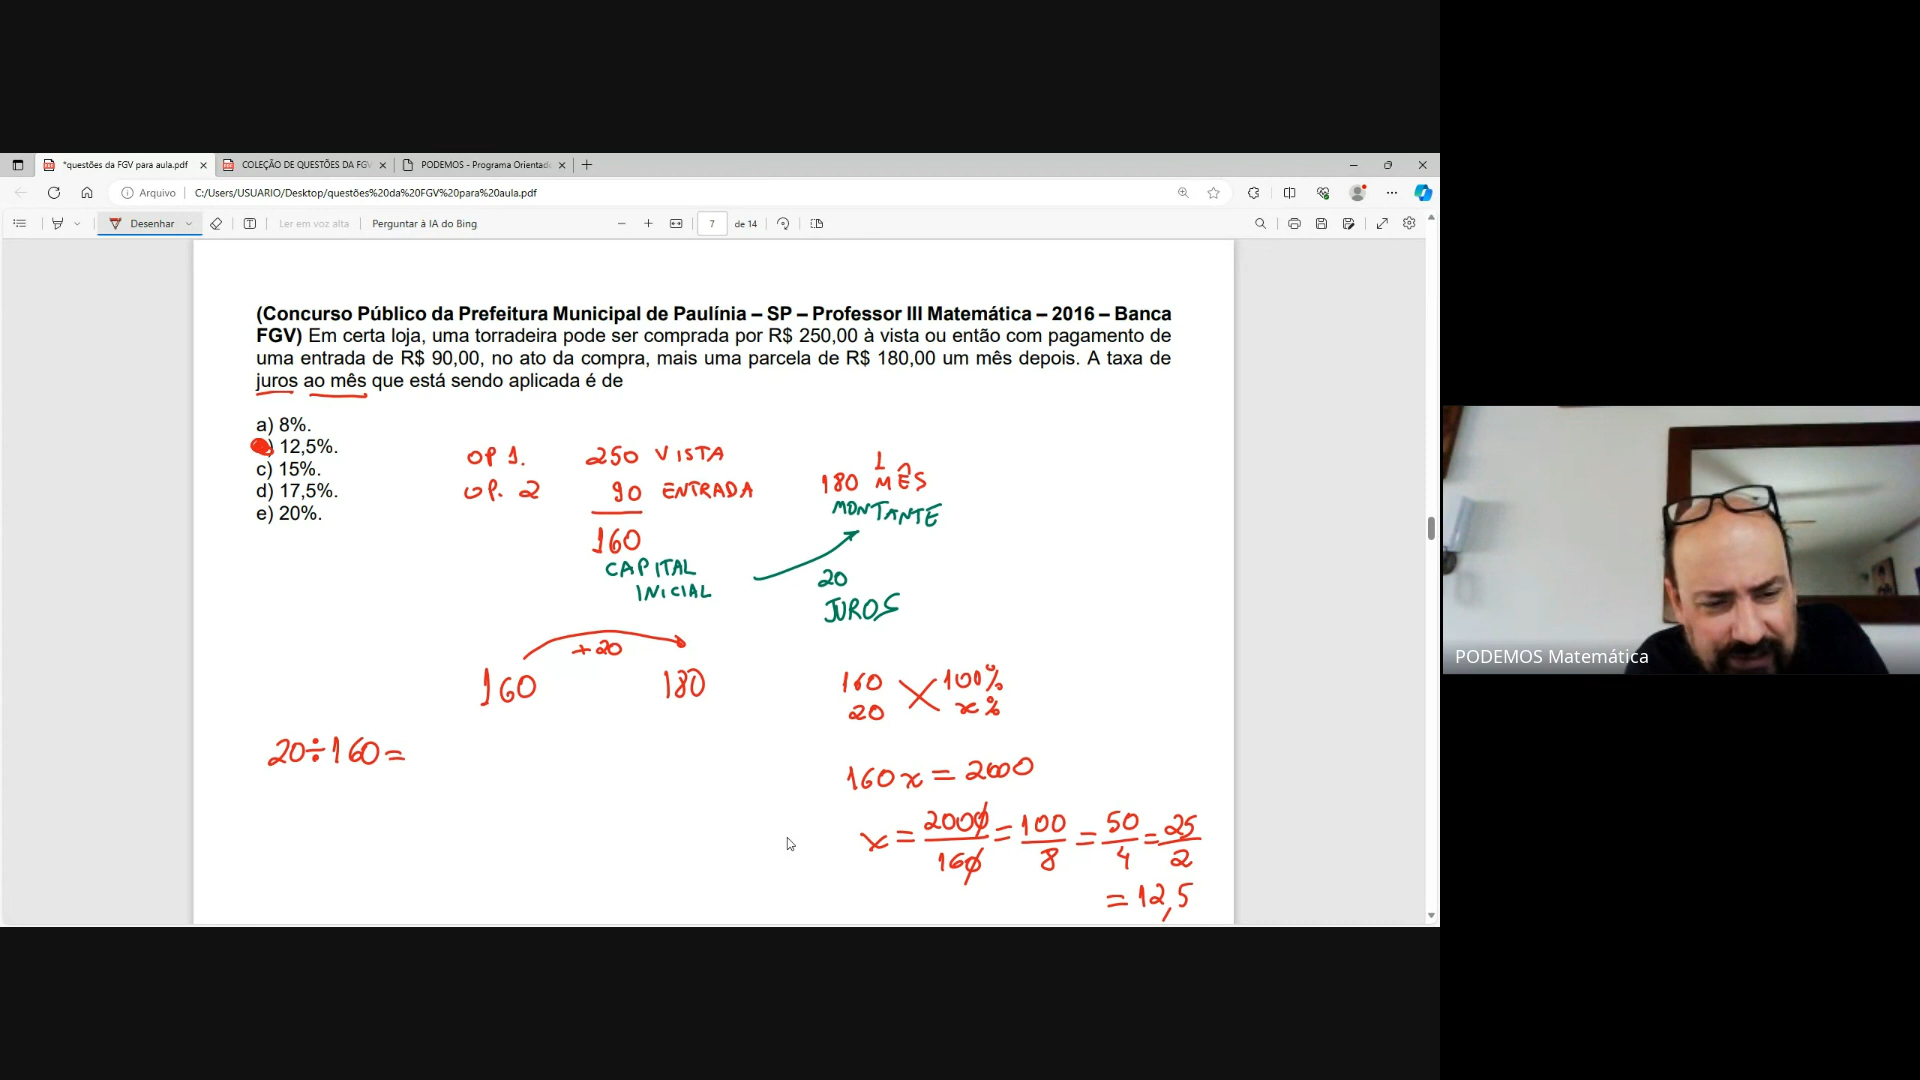 *questões da FGV para aula.pdf
COLEÇÃO DE QUESTÕES DA FGV
PODEMOS - Programa Orientado
Arquivo
C:/Users/USUARIO/Desktop/questões%20da%20FGV%20para%20aula.pdf
Desenhar
Ler em voz alta
Perguntar à IA do Bing
7
de 14
(Concurso Público da Prefeitura Municipal de Paulínia – SP – Professor III Matemática – 2016 – Banca
FGV) Em certa loja, uma torradeira pode ser comprada por R$ 250,00 à vista ou então com pagamento de
uma entrada de R$ 90,00, no ato da compra, mais uma parcela de R$ 180,00 um mês depois. A taxa de
juros ao mês que está sendo aplicada é de
a) 8%.
) 12,5%.
c) 15%.
d) 17,5%.
e) 20%.
OP 1. 250 VISTA
OP. 2 90 ENTRADA
1
180 MÊS
MONTANTE
160
CAPITAL
INICIAL
20
JUROS
+20
160 180
160 100%
20 x%
20÷160=
160x = 2000
x = 2000/160 = 100/8 = 50/4 = 25/2
= 12,5
PODEMOS Matemática